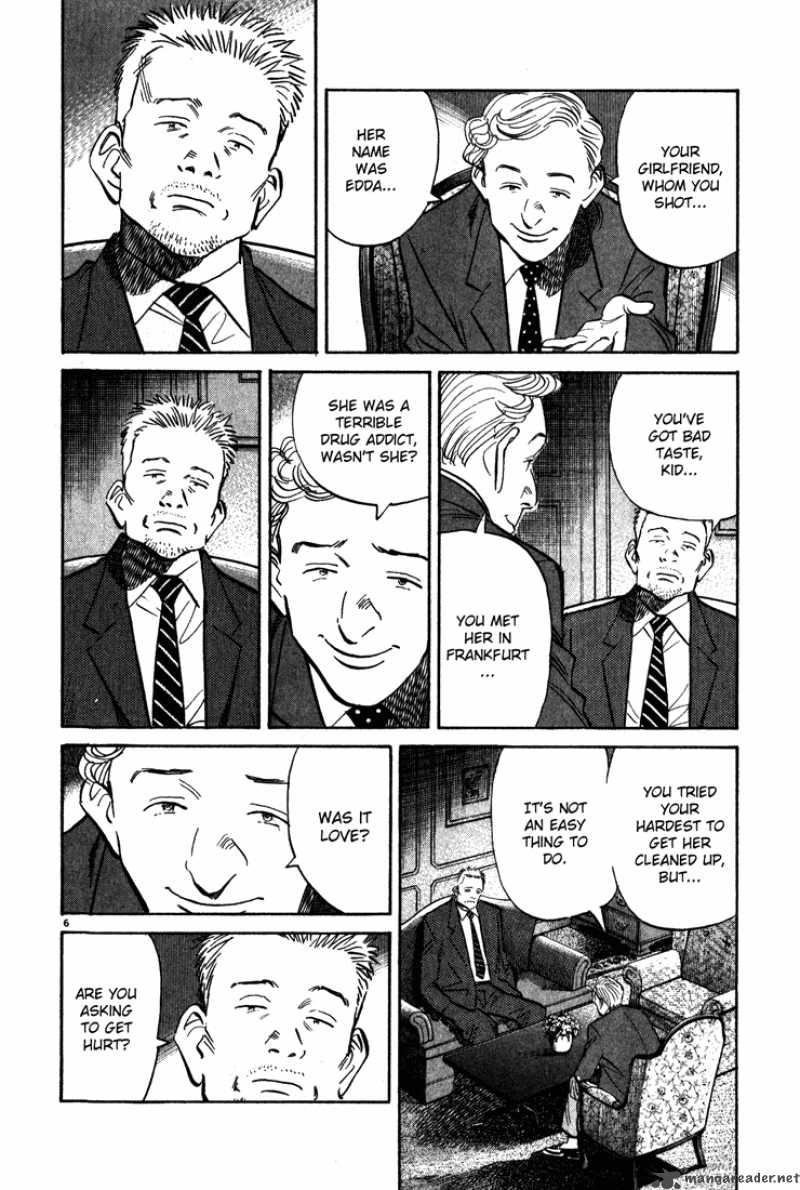 YOUR
GIRLFRIEND,
WHOM YOU
SHOT...
HER
NAME
WAS
EDDA...
YOU'VE
GOT BAD
TASTE,
KID...
YOU MET
HER IN
FRANKFURT
...
SHE WAS A
TERRIBLE
DRUG ADDICT,
WASN'T SHE?
YOU TRIED
YOUR
HARDEST TO
GET HER
CLEANED UP,
BUT...
IT'S NOT
AN EASY
THING TO
DO.
WAS IT
LOVE?
6
ARE YOU
ASKING
TO GET
HURT?
mangareader.net